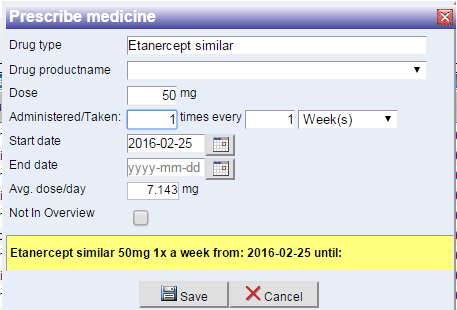 Prescribe medicine
Drug type Etanercept similar
Drug productname
Dose 50 mg
Administered/Taken: 1 times every 1 Week(s)
Start date 2016-02-25
End date yyyy-mm-dd
Avg. dose/day 7.143 mg
Not In Overview
Etanercept similar 50mg 1x a week from: 2016-02-25 until:
Save Cancel